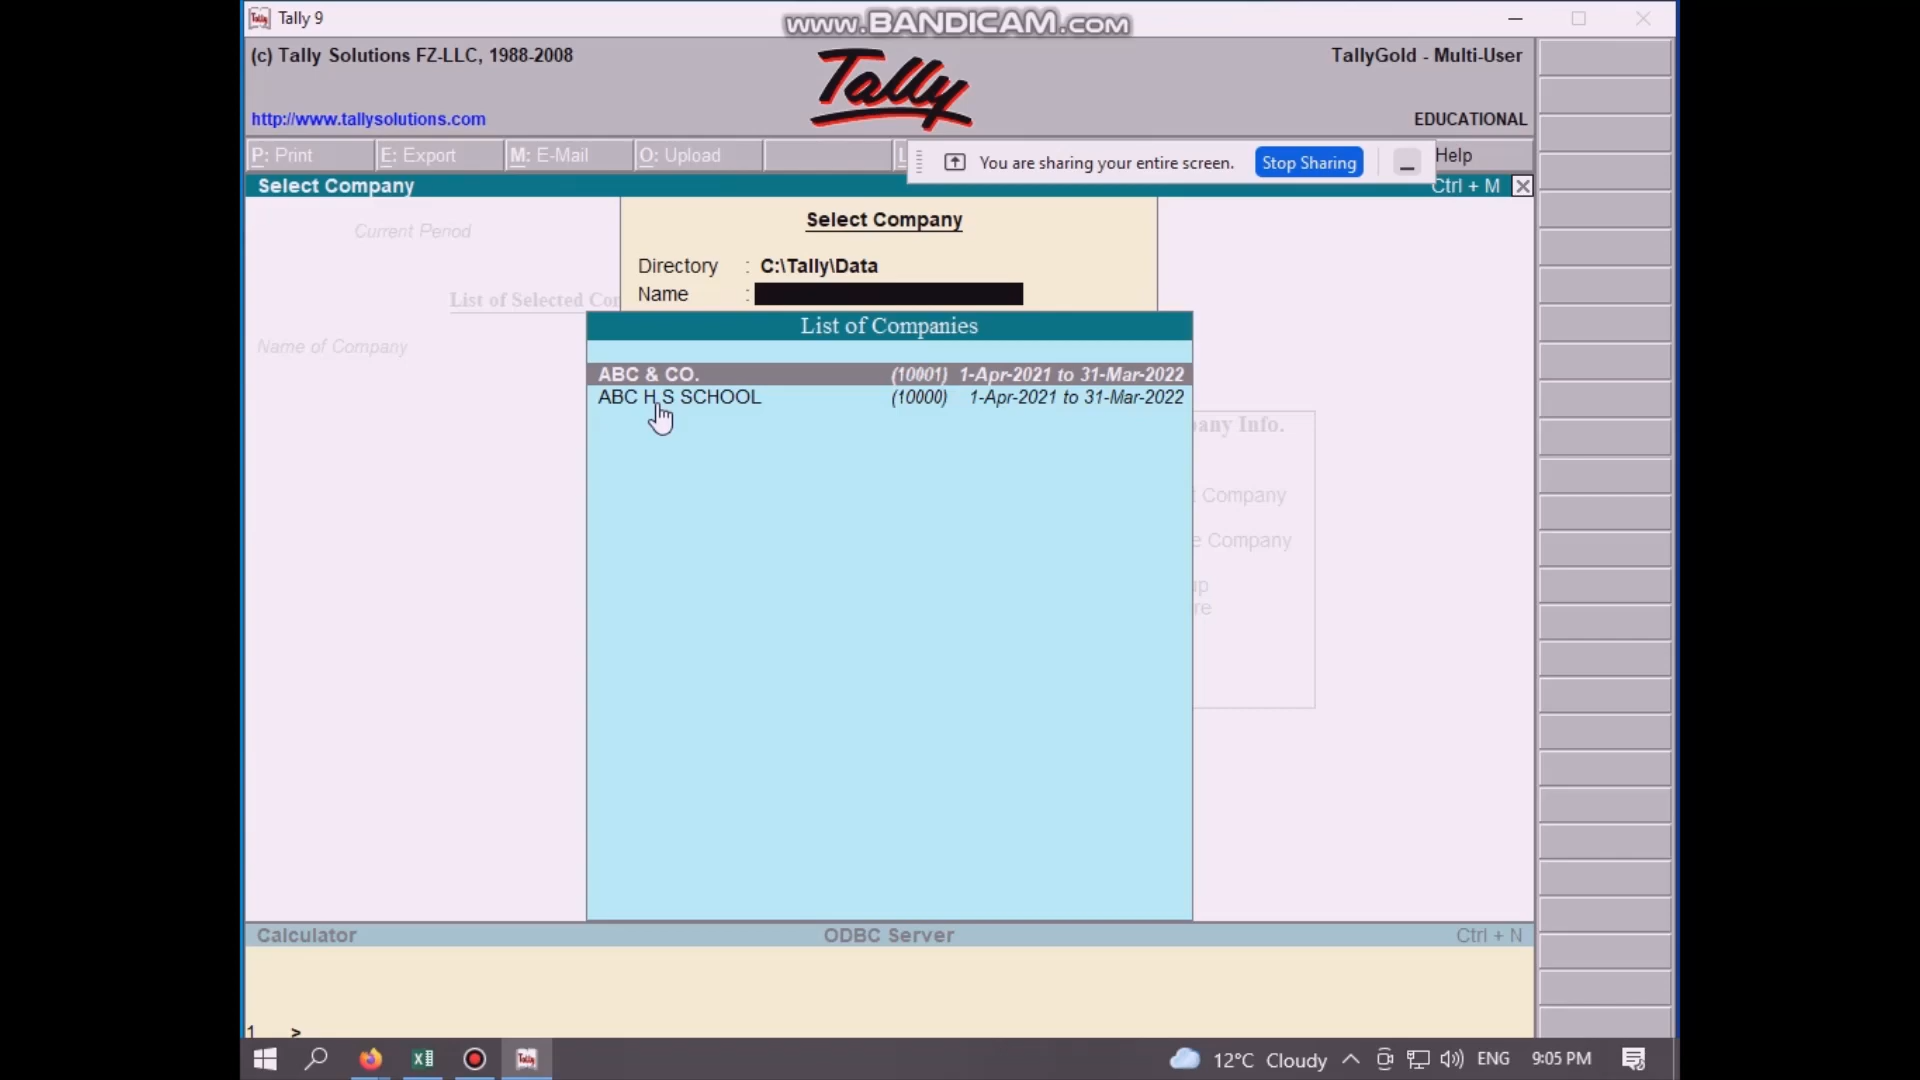 Tally 9
www.BANDICAM.com
(c) Tally Solutions FZ-LLC, 1988-2008
Tally
TallyGold - Multi-User
http://www.tallysolutions.com
EDUCATIONAL
P: Print
E: Export
M: E-Mail
O: Upload
L
You are sharing your entire screen.
Stop Sharing
Help
Select Company
Ctrl + M
Current Period
Select Company
Directory : C:\Tally\Data
Name :
List of Selected Co
Name of Company
List of Companies
ABC & CO. (10001) 1-Apr-2021 to 31-Mar-2022
ABC H S SCHOOL (10000) 1-Apr-2021 to 31-Mar-2022
any Info.
t Company
e Company
up
re
Calculator
ODBC Server
Ctrl + N
1 >
12°C Cloudy
ENG
9:05 PM